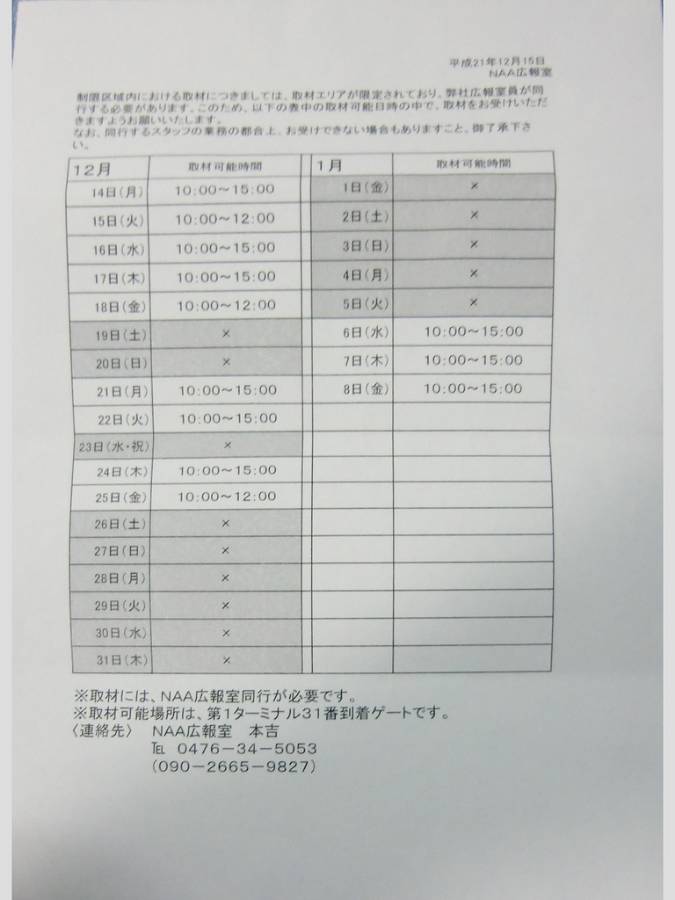 平成21年12月15日
NAA広報室
制限区域内における取材につきましては、取材エリアが限定されており、弊社広報室員が同
行する必要があります。このため、以下の表中の取材可能日時の中で、取材をお受けいただ
きますようお願いいたします。
なお、同行するスタッフの業務の都合上、お受けできない場合もありますこと、御了承下さ
い。
12月 取材可能時間 1月 取材可能時間
14日(月) 10:00～15:00 1日(金) ×
15日(火) 10:00～12:00 2日(土) ×
16日(水) 10:00～15:00 3日(日) ×
17日(木) 10:00～15:00 4日(月) ×
18日(金) 10:00～12:00 5日(火) ×
19日(土) × 6日(水) 10:00～15:00
20日(日) × 7日(木) 10:00～15:00
21日(月) 10:00～15:00 8日(金) 10:00～15:00
22日(火) 10:00～15:00
23日(水・祝) ×
24日(木) 10:00～15:00
25日(金) 10:00～12:00
26日(土) ×
27日(日) ×
28日(月) ×
29日(火) ×
30日(水) ×
31日(木) ×
※取材には、NAA広報室同行が必要です。
※取材可能場所は、第1ターミナル31番到着ゲートです。
〈連絡先〉 NAA広報室 本吉
℡ 0476－34－5053
(090－2665－9827)